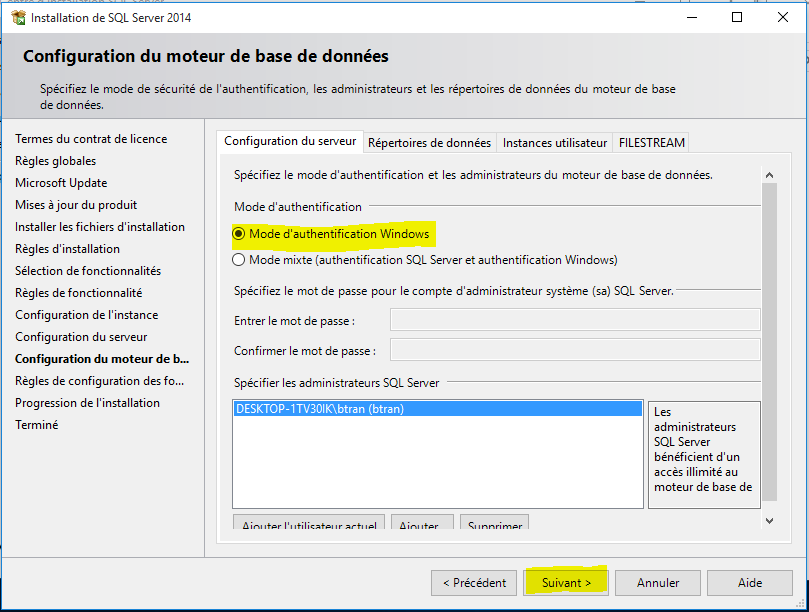 Installation de SQL Server 2014
Configuration du moteur de base de données
Spécifiez le mode de sécurité de l'authentification, les administrateurs et les répertoires de données du moteur de base
de données.
Termes du contrat de licence
Règles globales
Microsoft Update
Mises à jour du produit
Installer les fichiers d'installation
Règles d'installation
Sélection de fonctionnalités
Règles de fonctionnalité
Configuration de l'instance
Configuration du serveur
Configuration du moteur de b...
Règles de configuration des fo...
Progression de l'installation
Terminé
Configuration du serveur Répertoires de données Instances utilisateur FILESTREAM
Spécifiez le mode d'authentification et les administrateurs du moteur de base de données.
Mode d'authentification
Mode d'authentification Windows
Mode mixte (authentification SQL Server et authentification Windows)
Spécifiez le mot de passe pour le compte d'administrateur système (sa) SQL Server.
Entrer le mot de passe :
Confirmer le mot de passe :
Spécifier les administrateurs SQL Server
DESKTOP-1TV30IK\btran (btran)
Les
administrateurs
SQL Server
bénéficient d'un
accès illimité au
moteur de base de
Ajouter l'utilisateur actuel Ajouter... Supprimer
< Précédent Suivant > Annuler Aide